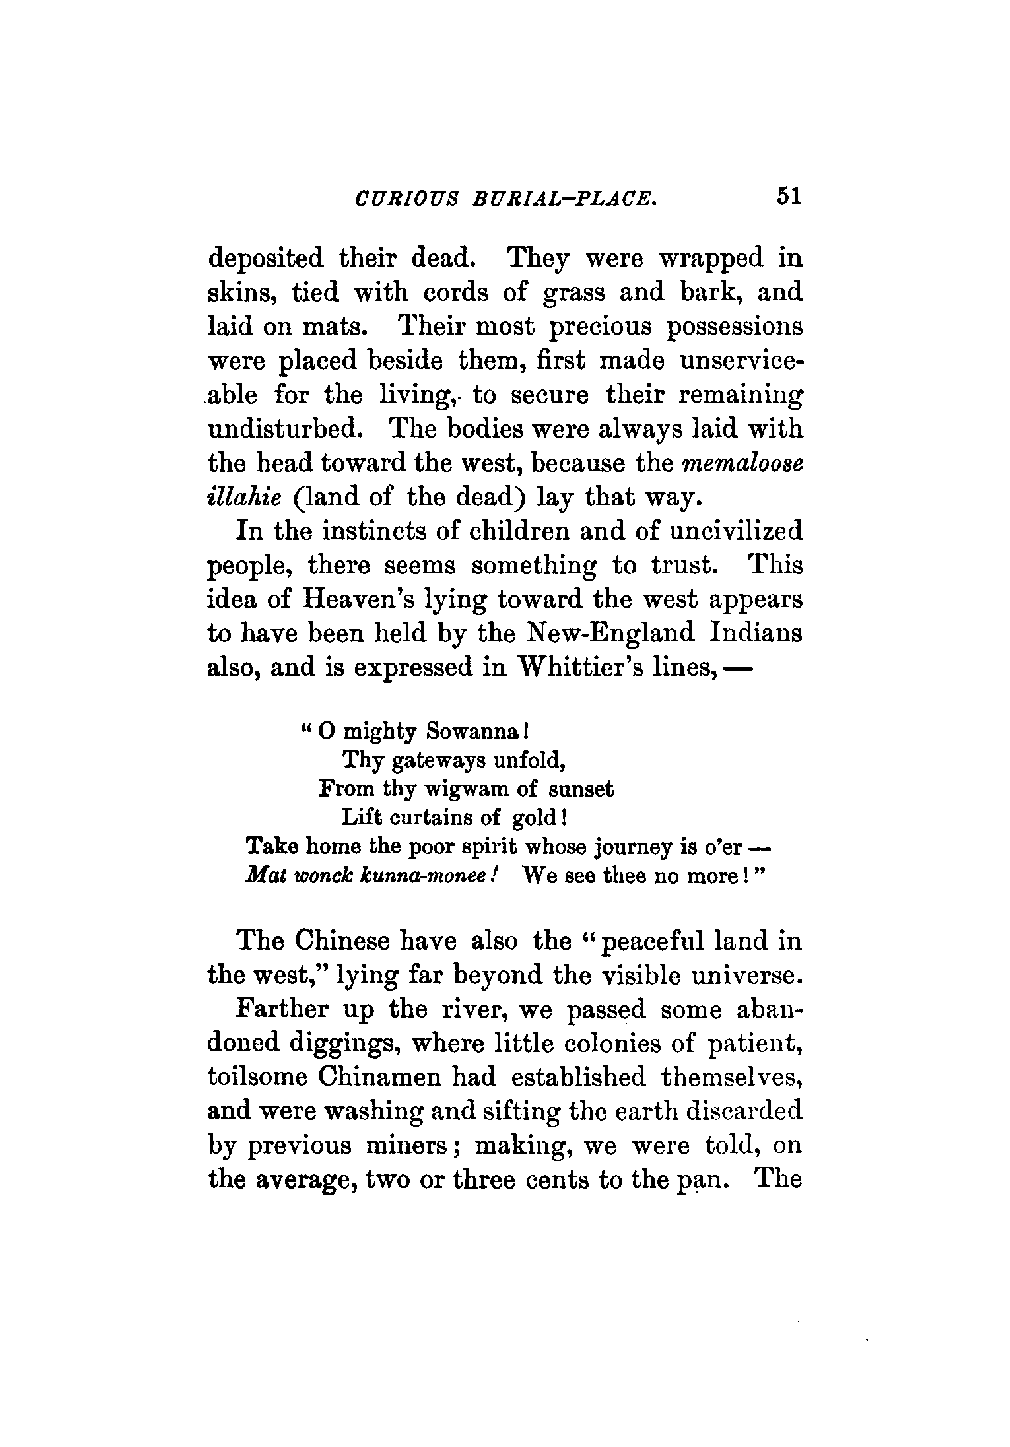 CURIOUS BURIAL-PLACE. 51
deposited their dead. They were wrapped in
skins, tied with cords of grass and bark, and
laid on mats. Their most precious possessions
were placed beside them, first made unservice-
able for the living, to secure their remaining
undisturbed. The bodies were always laid with
the head toward the west, because the memaloose
illahie (land of the dead) lay that way.
In the instincts of children and of uncivilized
people, there seems something to trust. This
idea of Heaven's lying toward the west appears
to have been held by the New-England Indians
also, and is expressed in Whittier's lines,—
"O mighty Sowanna!
Thy gateways unfold,
From thy wigwam of sunset
Lift curtains of gold!
Take home the poor spirit whose journey is o'er—
Mat wonck kunna-monee! We see thee no more!"
The Chinese have also the "peaceful land in
the west," lying far beyond the visible universe.
Farther up the river, we passed some aban-
doned diggings, where little colonies of patient,
toilsome Chinamen had established themselves,
and were washing and sifting the earth discarded
by previous miners; making, we were told, on
the average, two or three cents to the pan. The